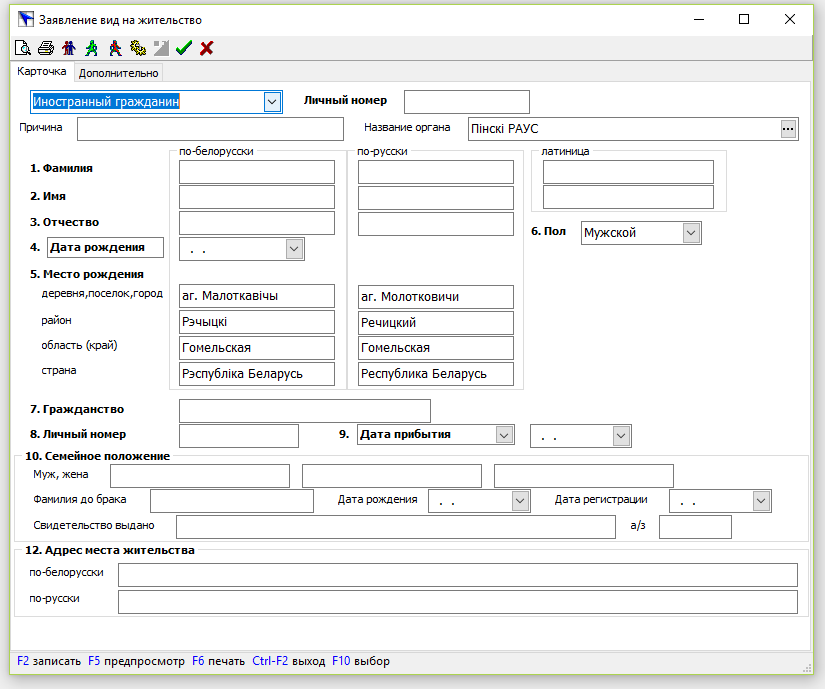 Заявление вид на жительство
Карточка Дополнительно
Иностранный гражданин Личный номер
Причина Название органа Пінскі РАУС ...
по-белорусски по-русски латиница
1. Фамилия
2. Имя
3. Отчество
6. Пол Мужской
4. Дата рождения . .
5. Место рождения
деревня,поселок,город аг. Малоткавічы аг. Молотковичи
район Рэчыцкі Речицкий
область (край) Гомельская Гомельская
страна Рэспубліка Беларусь Республика Беларусь
7. Гражданство
8. Личный номер 9. Дата прибытия . .
10. Семейное положение
Муж, жена
Фамилия до брака Дата рождения . . Дата регистрации . .
Свидетельство выдано а/з
12. Адрес места жительства
по-белорусски
по-русски
F2 записать F5 предпросмотр F6 печать Ctrl-F2 выход F10 выбор